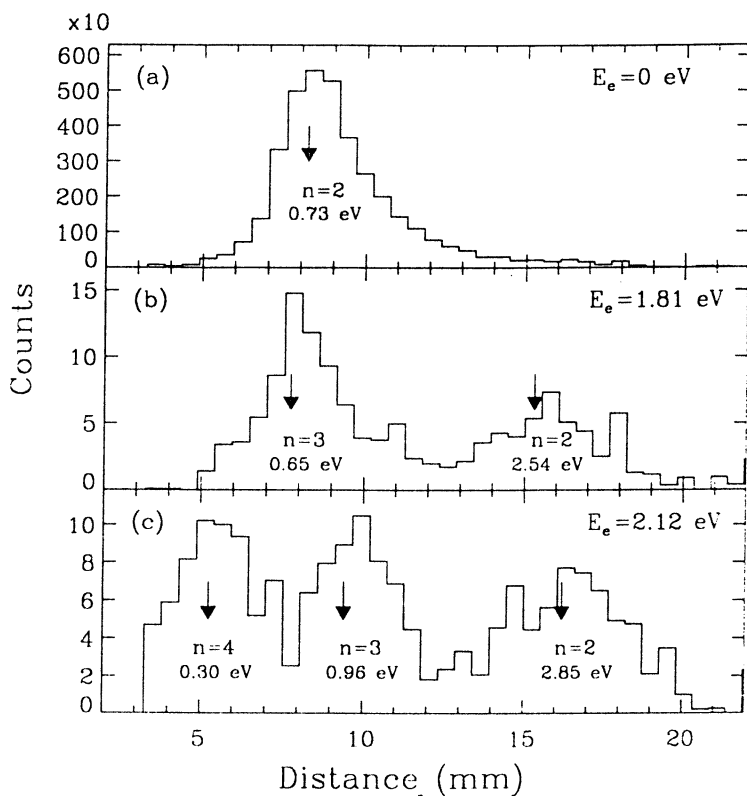 x10
600
500
400
300
200
100
0
(a)
E_e=0 eV
n=2
0.73 eV
Counts
15
10
5
0
(b)
E_e=1.81 eV
n=3
0.65 eV
n=2
2.54 eV
10
8
6
4
2
0
(c)
E_e=2.12 eV
n=4
0.30 eV
n=3
0.96 eV
n=2
2.85 eV
5 10 15 20
Distance (mm)